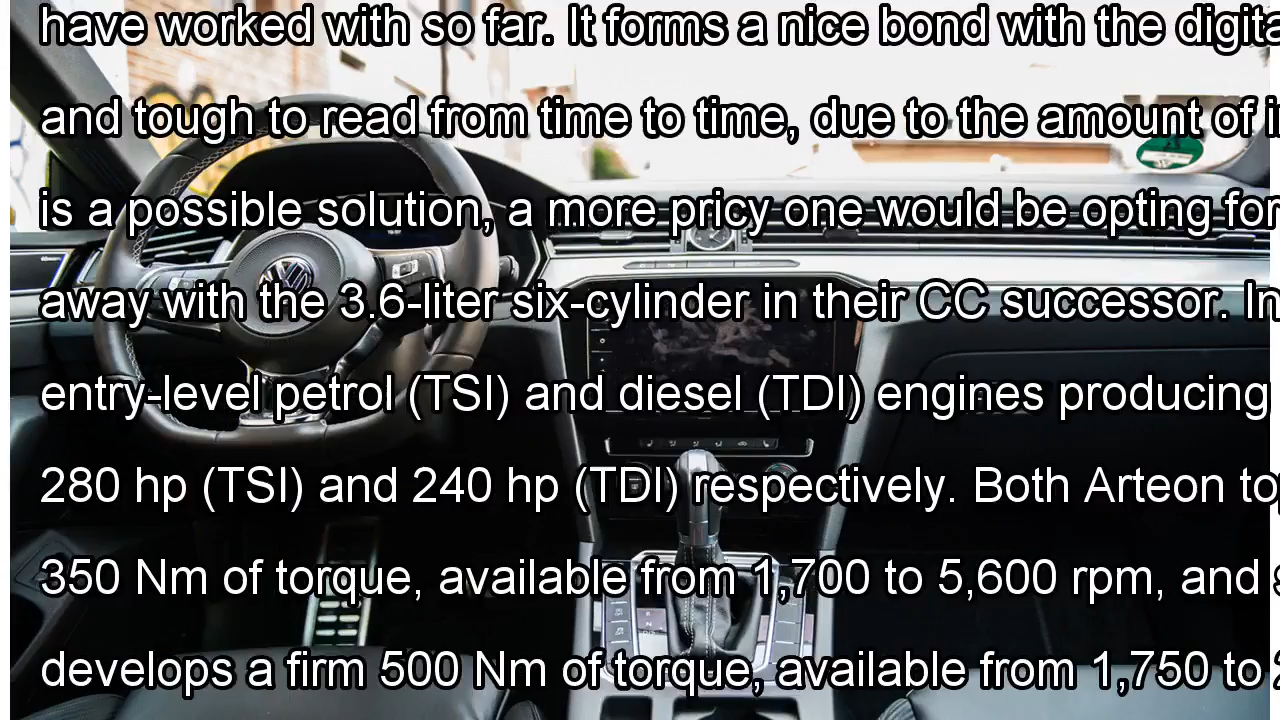 have worked with so far. It forms a nice bond with the
and tough to read from time to time, due to the amount of
is a possible solution, a more pricy one would be opting for
away with the 3.6-liter six-cylinder in their CC successor. In
entry-level petrol (TSI) and diesel (TDI) engines producing
280 hp (TSI) and 240 hp (TDI) respectively. Both Arteon
350 Nm of torque, available from 1,700 to 5,600 rpm, and
develops a firm 500 Nm of torque, available from 1,750 to